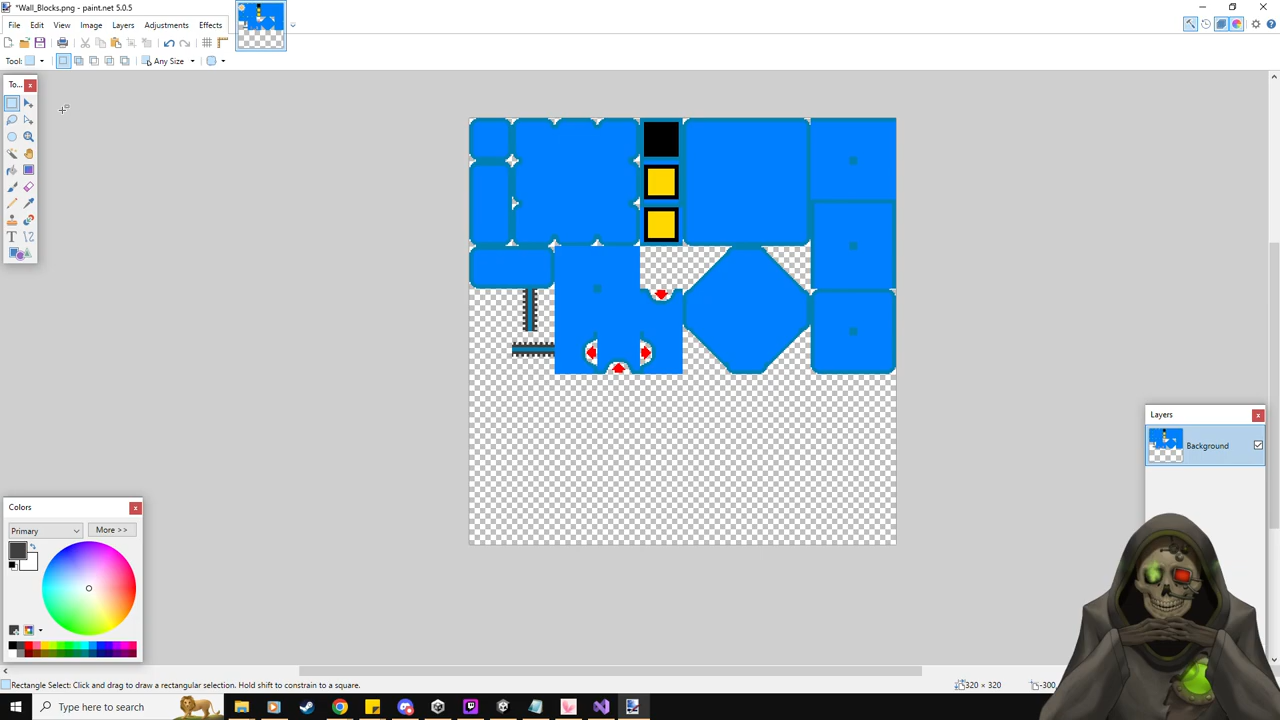 *Wall_Blocks.png - paint.net 5.0.5
File Edit View Image Layers Adjustments Effects
Tool: Any Size
To...
Layers
Background
Colors
Primary
More >>
Rectangle Select: Click and drag to draw a rectangular selection. Hold shift to constrain to a square.
320 × 320
-300
Type here to search